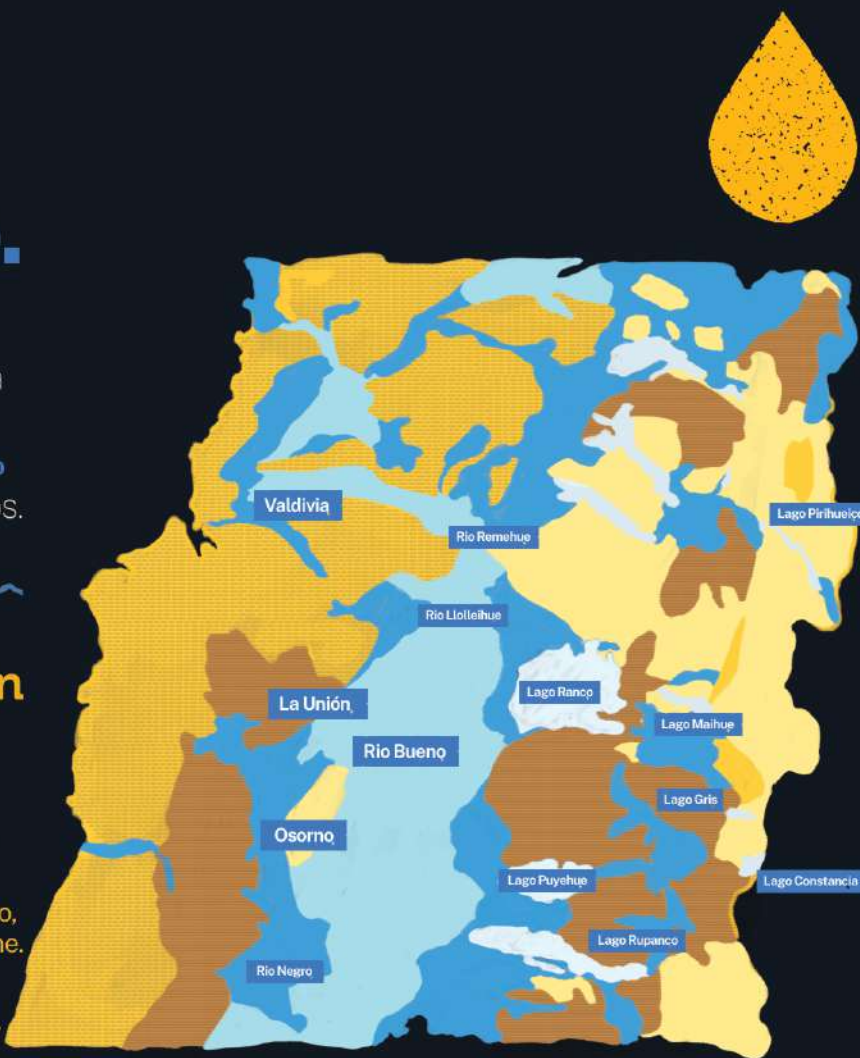 Valdivia
Rio Remehue
Lago Pirihueico
Rio Llolleihue
Lago Ranco
La Unión
Lago Maihue
Rio Bueno
Lago Gris
Osorno
Lago Puyehue
Lago Constancia
Lago Rupanco
Rio Negro